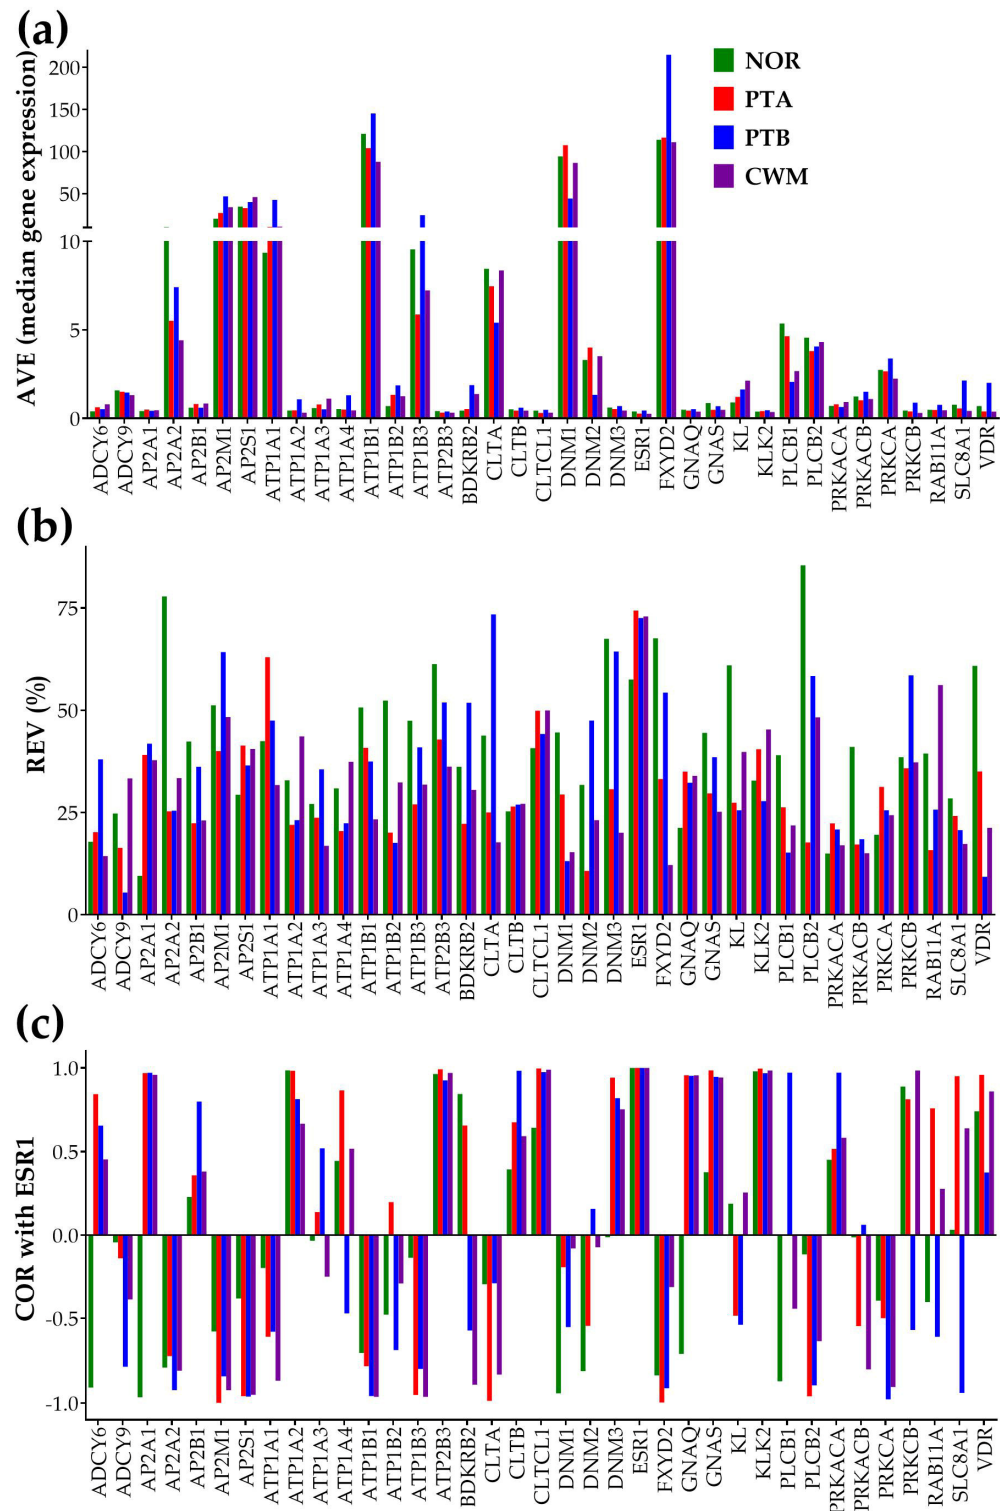 (a)
AVE (median gene expression)
200
150
100
50
10
5
0
NOR
PTA
PTB
CWM
ADCY6
ADCY9
AP2A1
AP2A2
AP2B1
AP2M1
AP2S1
ATP1A1
ATP1A2
ATP1A3
ATP1A4
ATP1B1
ATP1B2
ATP1B3
ATP2B3
BDKRB2
CLTA
CLTB
CLTCL1
DNM1
DNM2
DNM3
ESR1
FXYD2
GNAQ
GNAS
KL
KLK2
PLCB1
PLCB2
PRKACA
PRKACB
PRKCA
PRKCB
RAB11A
SLC8A1
VDR
(b)
REV (%)
75
50
25
0
ADCY6
ADCY9
AP2A1
AP2A2
AP2B1
AP2M1
AP2S1
ATP1A1
ATP1A2
ATP1A3
ATP1A4
ATP1B1
ATP1B2
ATP1B3
ATP2B3
BDKRB2
CLTA
CLTB
CLTCL1
DNM1
DNM2
DNM3
ESR1
FXYD2
GNAQ
GNAS
KL
KLK2
PLCB1
PLCB2
PRKACA
PRKACB
PRKCA
PRKCB
RAB11A
SLC8A1
VDR
(c)
COR with ESR1
1.0
0.5
0.0
-0.5
-1.0
ADCY6
ADCY9
AP2A1
AP2A2
AP2B1
AP2M1
AP2S1
ATP1A1
ATP1A2
ATP1A3
ATP1A4
ATP1B1
ATP1B2
ATP1B3
ATP2B3
BDKRB2
CLTA
CLTB
CLTCL1
DNM1
DNM2
DNM3
ESR1
FXYD2
GNAQ
GNAS
KL
KLK2
PLCB1
PLCB2
PRKACA
PRKACB
PRKCA
PRKCB
RAB11A
SLC8A1
VDR